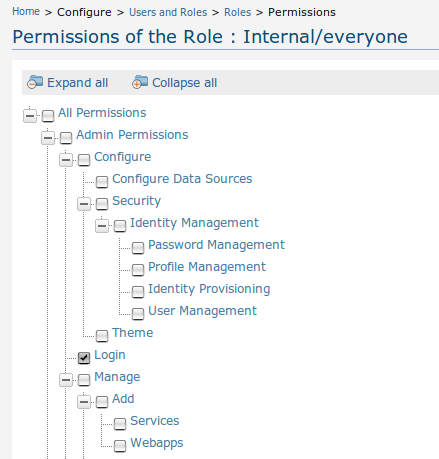 Home > Configure > Users and Roles > Roles > Permissions
Permissions of the Role : Internal/everyone
Expand all Collapse all
All Permissions
Admin Permissions
Configure
Configure Data Sources
Security
Identity Management
Password Management
Profile Management
Identity Provisioning
User Management
Theme
Login
Manage
Add
Services
Webapps